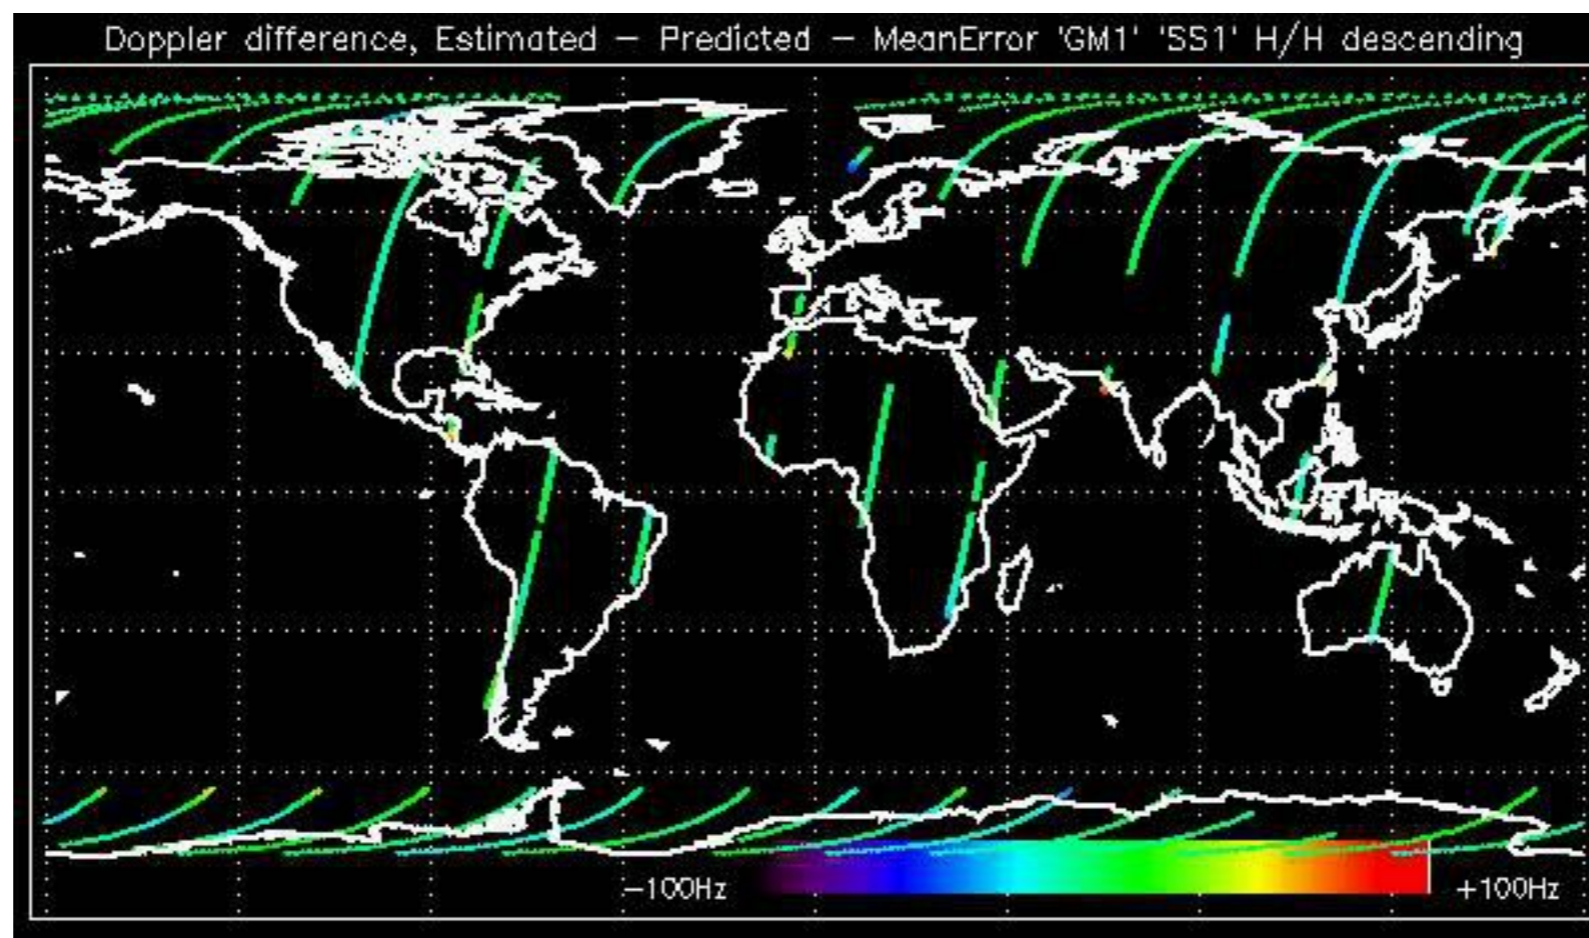 Doppler difference, Estimated – Predicted – MeanError 'GM1' 'SS1' H/H descending
–100Hz
+100Hz